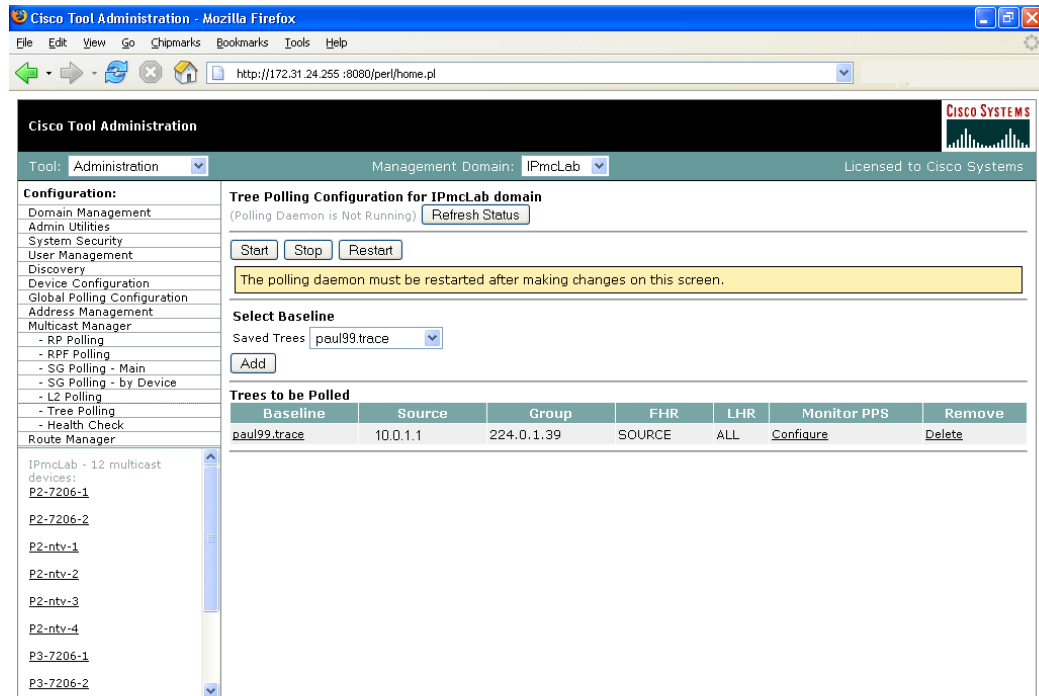 Cisco Tool Administration - Mozilla Firefox
File Edit View Go Chipmarks Bookmarks Tools Help
http://172.31.24.255 :8080/perl/home.pl
Cisco Tool Administration
CISCO SYSTEMS
Tool: Administration Management Domain: IPmcLab Licensed to Cisco Systems
Configuration:
Domain Management
Admin Utilities
System Security
User Management
Discovery
Device Configuration
Global Polling Configuration
Address Management
Multicast Manager
- RP Polling
- RPF Polling
- SG Polling - Main
- SG Polling - by Device
- L2 Polling
- Tree Polling
- Health Check
Route Manager
IPmcLab - 12 multicast
devices:
P2-7206-1
P2-7206-2
P2-ntv-1
P2-ntv-2
P2-ntv-3
P2-ntv-4
P3-7206-1
P3-7206-2
Tree Polling Configuration for IPmcLab domain
(Polling Daemon is Not Running) Refresh Status
Start Stop Restart
The polling daemon must be restarted after making changes on this screen.
Select Baseline
Saved Trees paul99.trace
Add
Trees to be Polled
Baseline Source Group FHR LHR Monitor PPS Remove
paul99.trace 10.0.1.1 224.0.1.39 SOURCE ALL Configure Delete